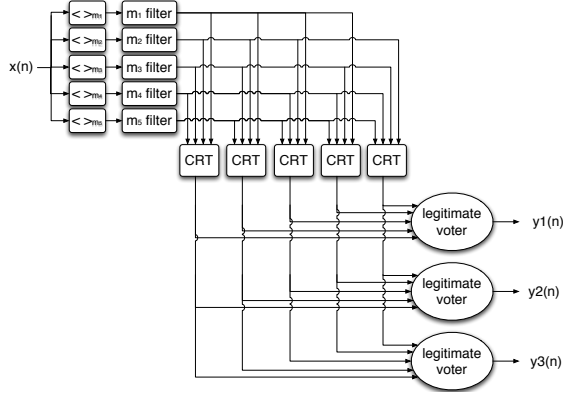 x(n)
< >m₁ m₁ filter
< >m₂ m₂ filter
< >m₃ m₃ filter
< >m₄ m₄ filter
< >m₅ m₅ filter
CRT CRT CRT CRT CRT
legitimate
voter
y1(n)
legitimate
voter
y2(n)
legitimate
voter
y3(n)